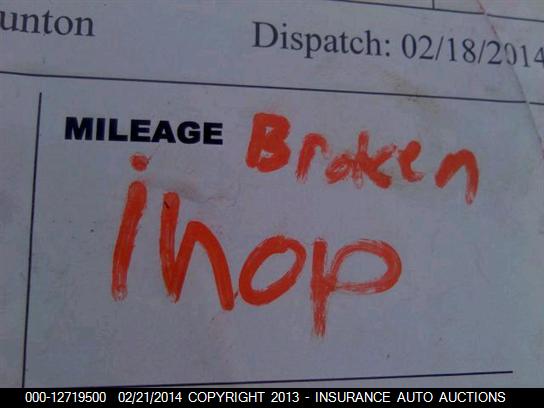 unton
Dispatch: 02/18/2014
MILEAGE Broken
ihop
000-12719500 02/21/2014 COPYRIGHT 2013 - INSURANCE AUTO AUCTIONS